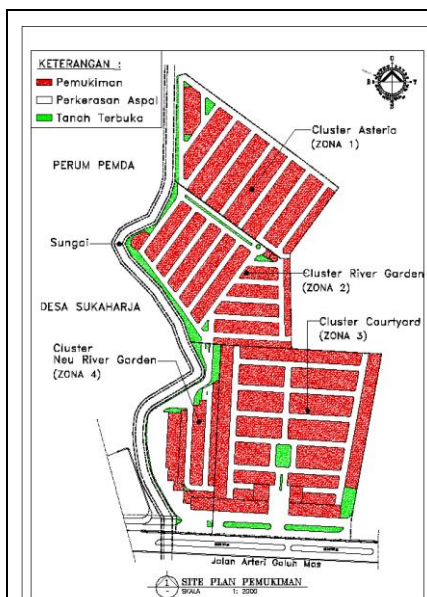 KETERANGAN :
Pemukiman
Perkerasan Aspal
Tanah Terbuka
U
B
T
PERUM PEMDA
Cluster Asteria
(ZONA 1)
Sungai
Cluster River Garden
(ZONA 2)
DESA SUKAHARJA
Cluster Courtyard
(ZONA 3)
Cluster
Neu River Garden
(ZONA 4)
Jalan Arteri Galuh Mas
1
SITE PLAN PEMUKIMAN
SKALA 1: 2000